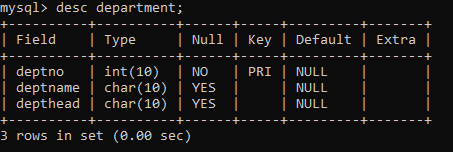 mysql> desc department;
+----------+----------+------+-----+---------+-------+
| Field    | Type     | Null | Key | Default | Extra |
+----------+----------+------+-----+---------+-------+
| deptno   | int(10)  | NO   | PRI | NULL    |       |
| deptname | char(10) | YES  |     | NULL    |       |
| depthead | char(10) | YES  |     | NULL    |       |
+----------+----------+------+-----+---------+-------+
3 rows in set (0.00 sec)